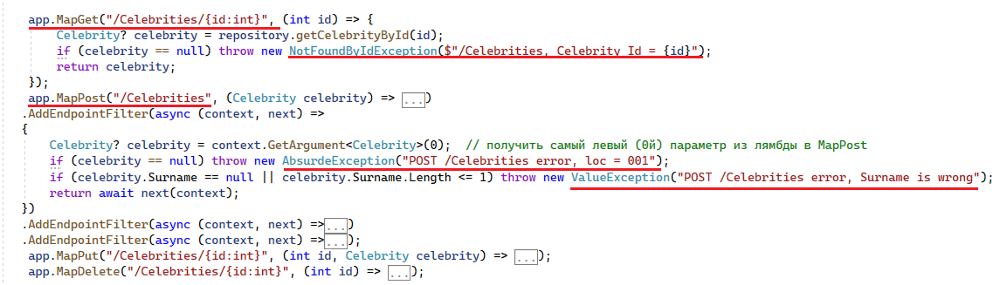 app.MapGet("/Celebrities/{id:int}", (int id) => {
Celebrity? celebrity = repository.getCelebrityById(id);
if (celebrity == null) throw new NotFoundByIdException($"/Celebrities, Celebrity Id = {id}");
return celebrity;
});
app.MapPost("/Celebrities", (Celebrity celebrity) => ...)
.AddEndpointFilter(async (context, next) =>
{
Celebrity? celebrity = context.GetArgument<Celebrity>(0);  // получить самый левый (0й) параметр из лямбды в MapPost
if (celebrity == null) throw new AbsurdeException("POST /Celebrities error, loc = 001");
if (celebrity.Surname == null || celebrity.Surname.Length <= 1) throw new ValueException("POST /Celebrities error, Surname is wrong");
return await next(context);
})
.AddEndpointFilter(async (context, next) =>...)
.AddEndpointFilter(async (context, next) =>...);
app.MapPut("/Celebrities/{id:int}", (int id, Celebrity celebrity) => ...);
app.MapDelete("/Celebrities/{id:int}", (int id) => ...);